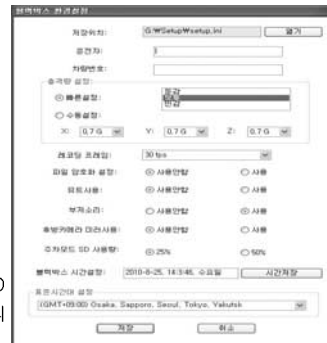 블랙박스 환경설정
저장위치: G:￦Setup￦setup.ini 열기
운전자: 1
차량번호:
충격량 설정:
빠른설정: 둔감
민감
수동설정:
X: 0,7 G Y: 0,7 G Z: 0,7 G
레코딩 프레임: 30 fps
파일 암호화 설정: 사용안함 사용
뮤트사용: 사용안함 사용
부저소리: 사용안함 사용
후방카메라 미러사용: 사용안함 사용
주차모드 SD 사용량: 25% 50%
블랙박스 시간설정: 2010-8-25, 14:3:46, 수요일 시간저장
표준시간대 설정
(GMT+09:00) Osaka, Sapporo, Seoul, Tokyo, Yakutsk
저장 취소